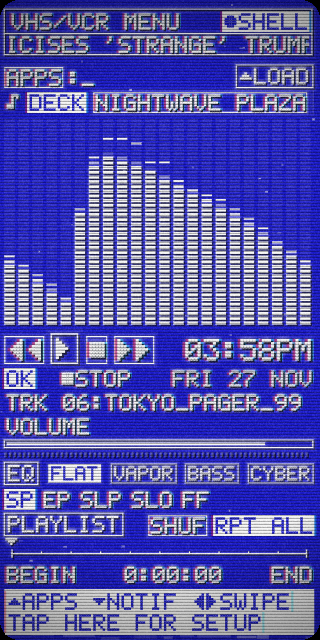 VHS/VCR MENU ●SHELL
ICISES 'STRANGE' TRUMP
APPS:_ ▲LOAD
♪ DECK NIGHTWAVE PLAZA
03:58PM
OK ■STOP FRI 27 NOV
TRK 06:TOKYO_PAGER_99
VOLUME
EQ FLAT VAPOR BASS CYBER
SP EP SLP SLO FF
PLAYLIST SHUF RPT ALL
BEGIN 0:00:00 END
▲APPS ▼NOTIF ◀▶SWIPE
TAP HERE FOR SETUP